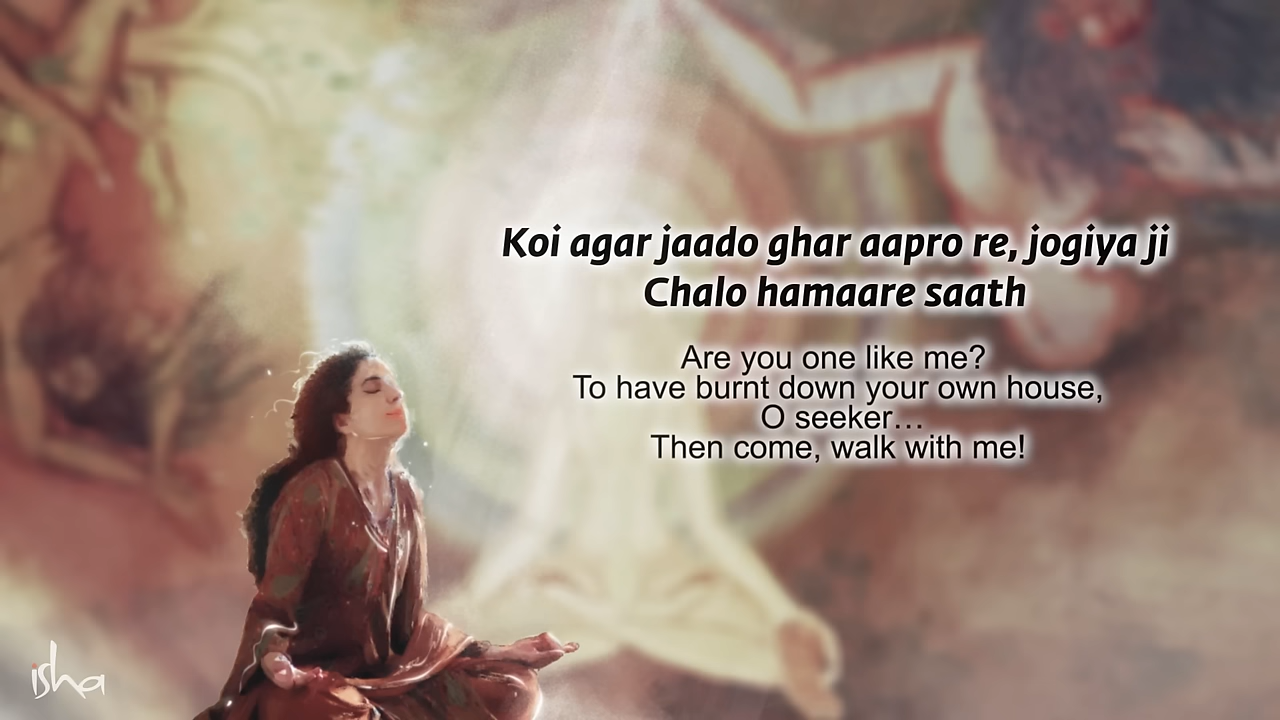 Koi agar jaado ghar aapro re, jogiya ji
Chalo hamaare saath
Are you one like me?
To have burnt down your own house,
O seeker…
Then come, walk with me!
isha